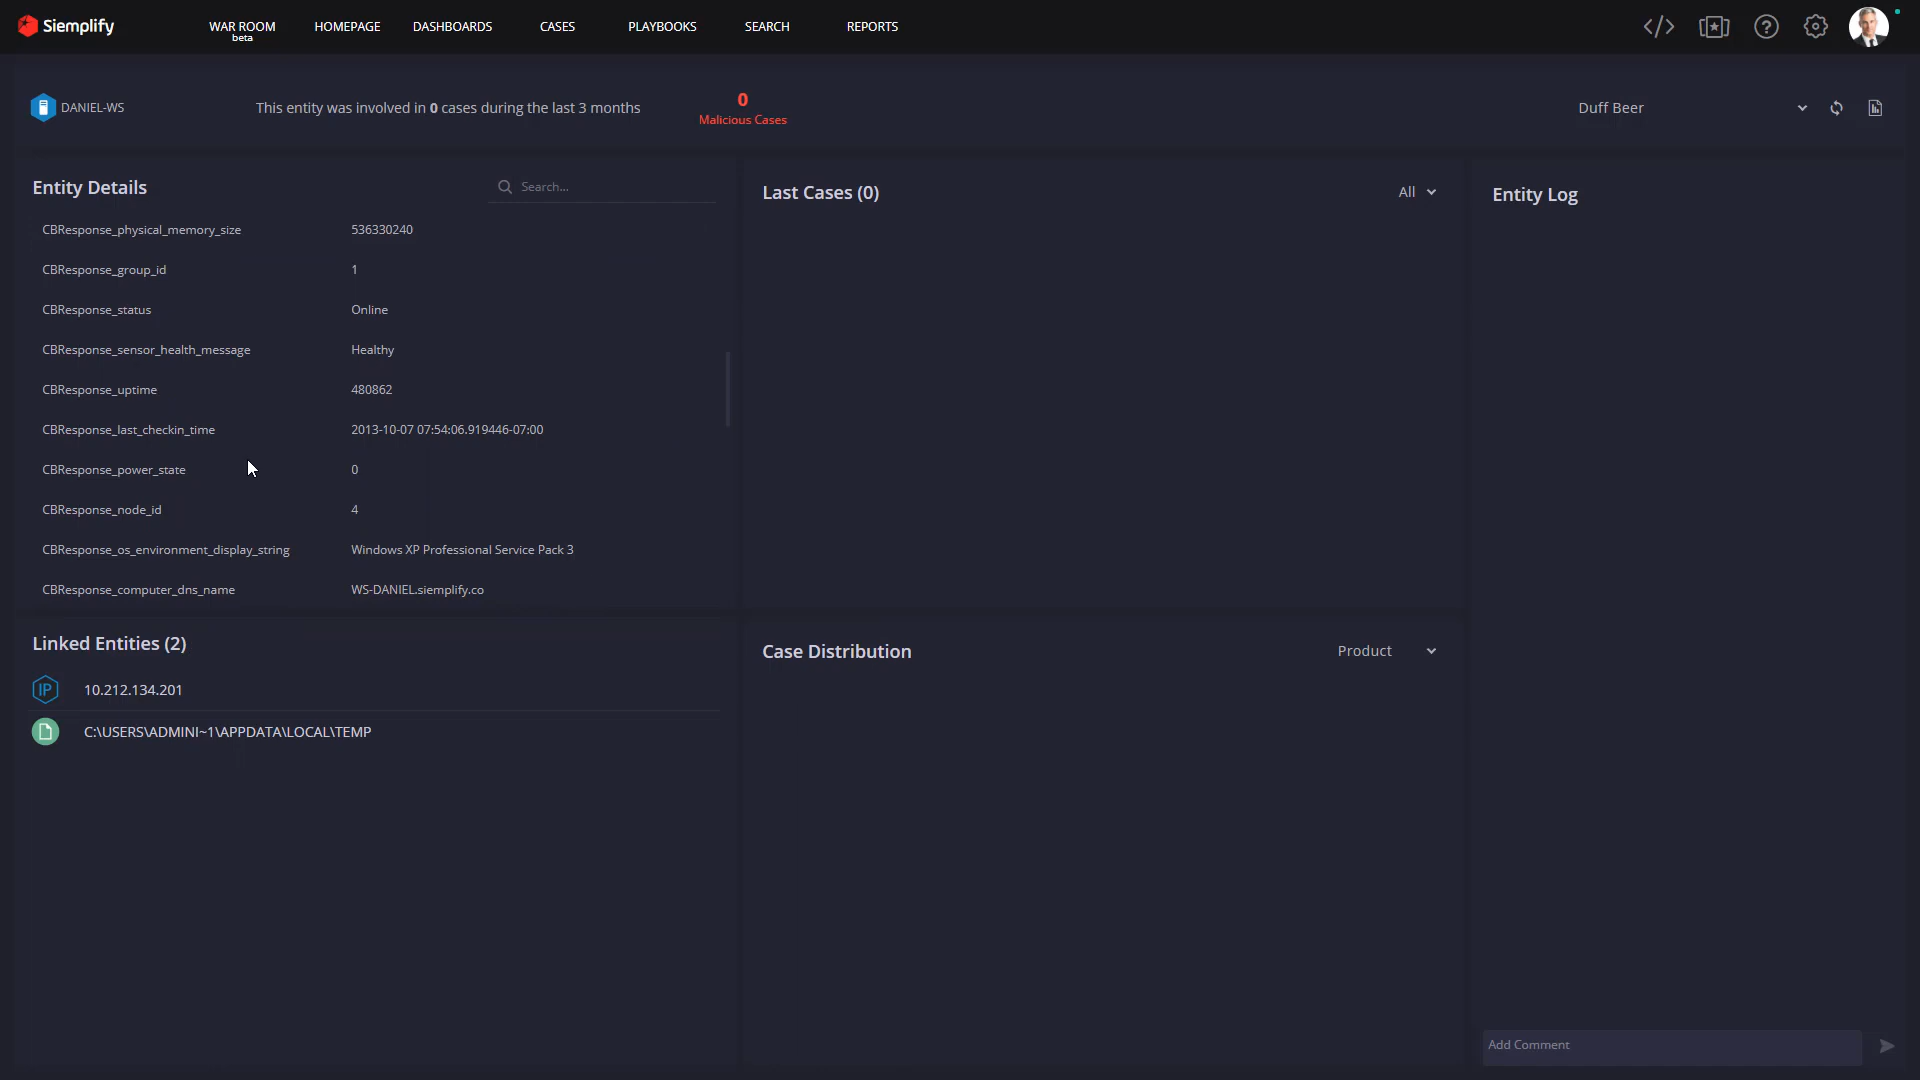 Siemplify
WAR ROOM
beta
HOMEPAGE
DASHBOARDS
CASES
PLAYBOOKS
SEARCH
REPORTS
DANIEL-WS
This entity was involved in 0 cases during the last 3 months
0
Malicious Cases
Duff Beer
Entity Details
Search...
CBResponse_physical_memory_size 536330240
CBResponse_group_id 1
CBResponse_status Online
CBResponse_sensor_health_message Healthy
CBResponse_uptime 480862
CBResponse_last_checkin_time 2013-10-07 07:54:06.919446-07:00
CBResponse_power_state 0
CBResponse_node_id 4
CBResponse_os_environment_display_string Windows XP Professional Service Pack 3
CBResponse_computer_dns_name WS-DANIEL.siemplify.co
Linked Entities (2)
IP 10.212.134.201
C:\USERS\ADMINI~1\APPDATA\LOCAL\TEMP
Last Cases (0)
All
Case Distribution
Product
Entity Log
Add Comment